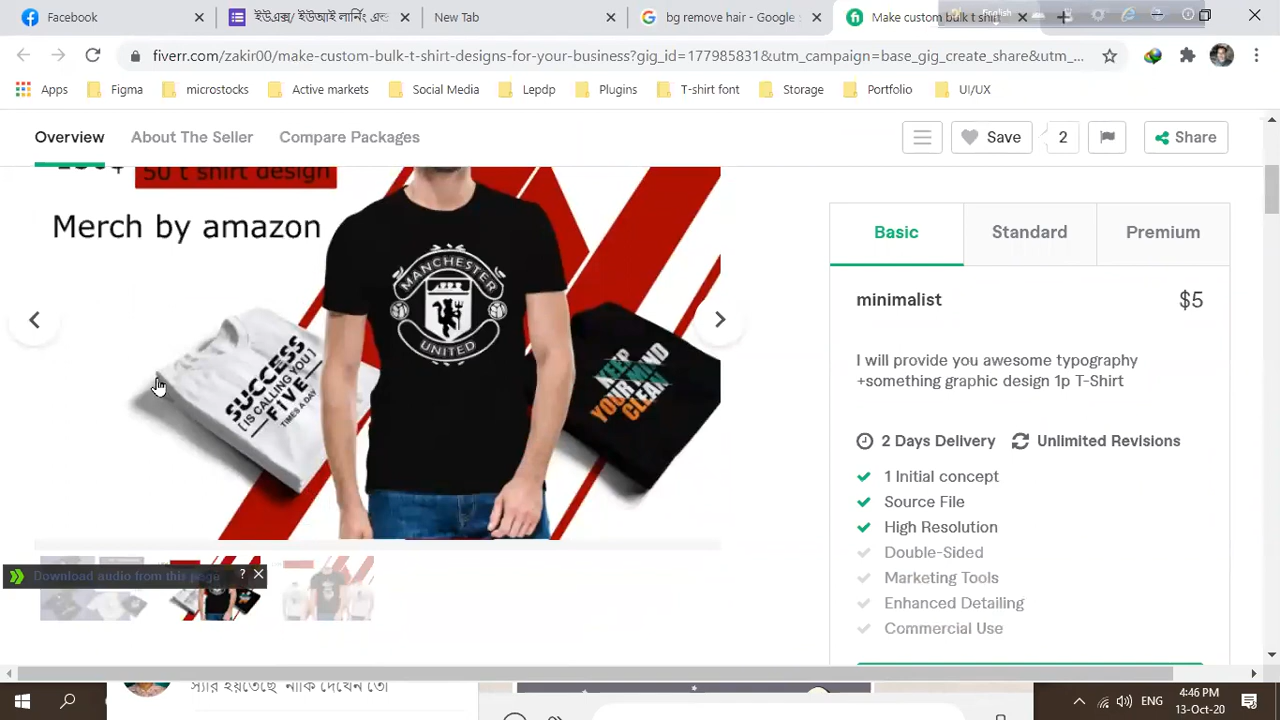 Facebook
ইউএক্স/ ইউআই লার্নিং এ-
New Tab
bg remove hair - Google S
Make custom bulk t shirt
English
fiverr.com/zakir00/make-custom-bulk-t-shirt-designs-for-your-business?gig_id=177985831&utm_campaign=base_gig_create_share&utm_...
Apps
Figma
microstocks
Active markets
Social Media
Lepdp
Plugins
T-shirt font
Storage
Portfolio
UI/UX
Overview
About The Seller
Compare Packages
Save
2
Share
50 t shirt design
Merch by amazon
MANCHESTER
UNITED
SUCCESS
[ IS CALLING YOU ]
FIVE
TIMES A DAY
KEEP
YOUR MIND
CLEAN
Basic
Standard
Premium
minimalist
$5
I will provide you awesome typography
+something graphic design 1p T-Shirt
2 Days Delivery
Unlimited Revisions
1 Initial concept
Source File
High Resolution
Double-Sided
Marketing Tools
Enhanced Detailing
Commercial Use
Download audio from this page
?
স্যার হয়তেছে নাকি দেখেন তো
ENG
4:46 PM
13-Oct-20